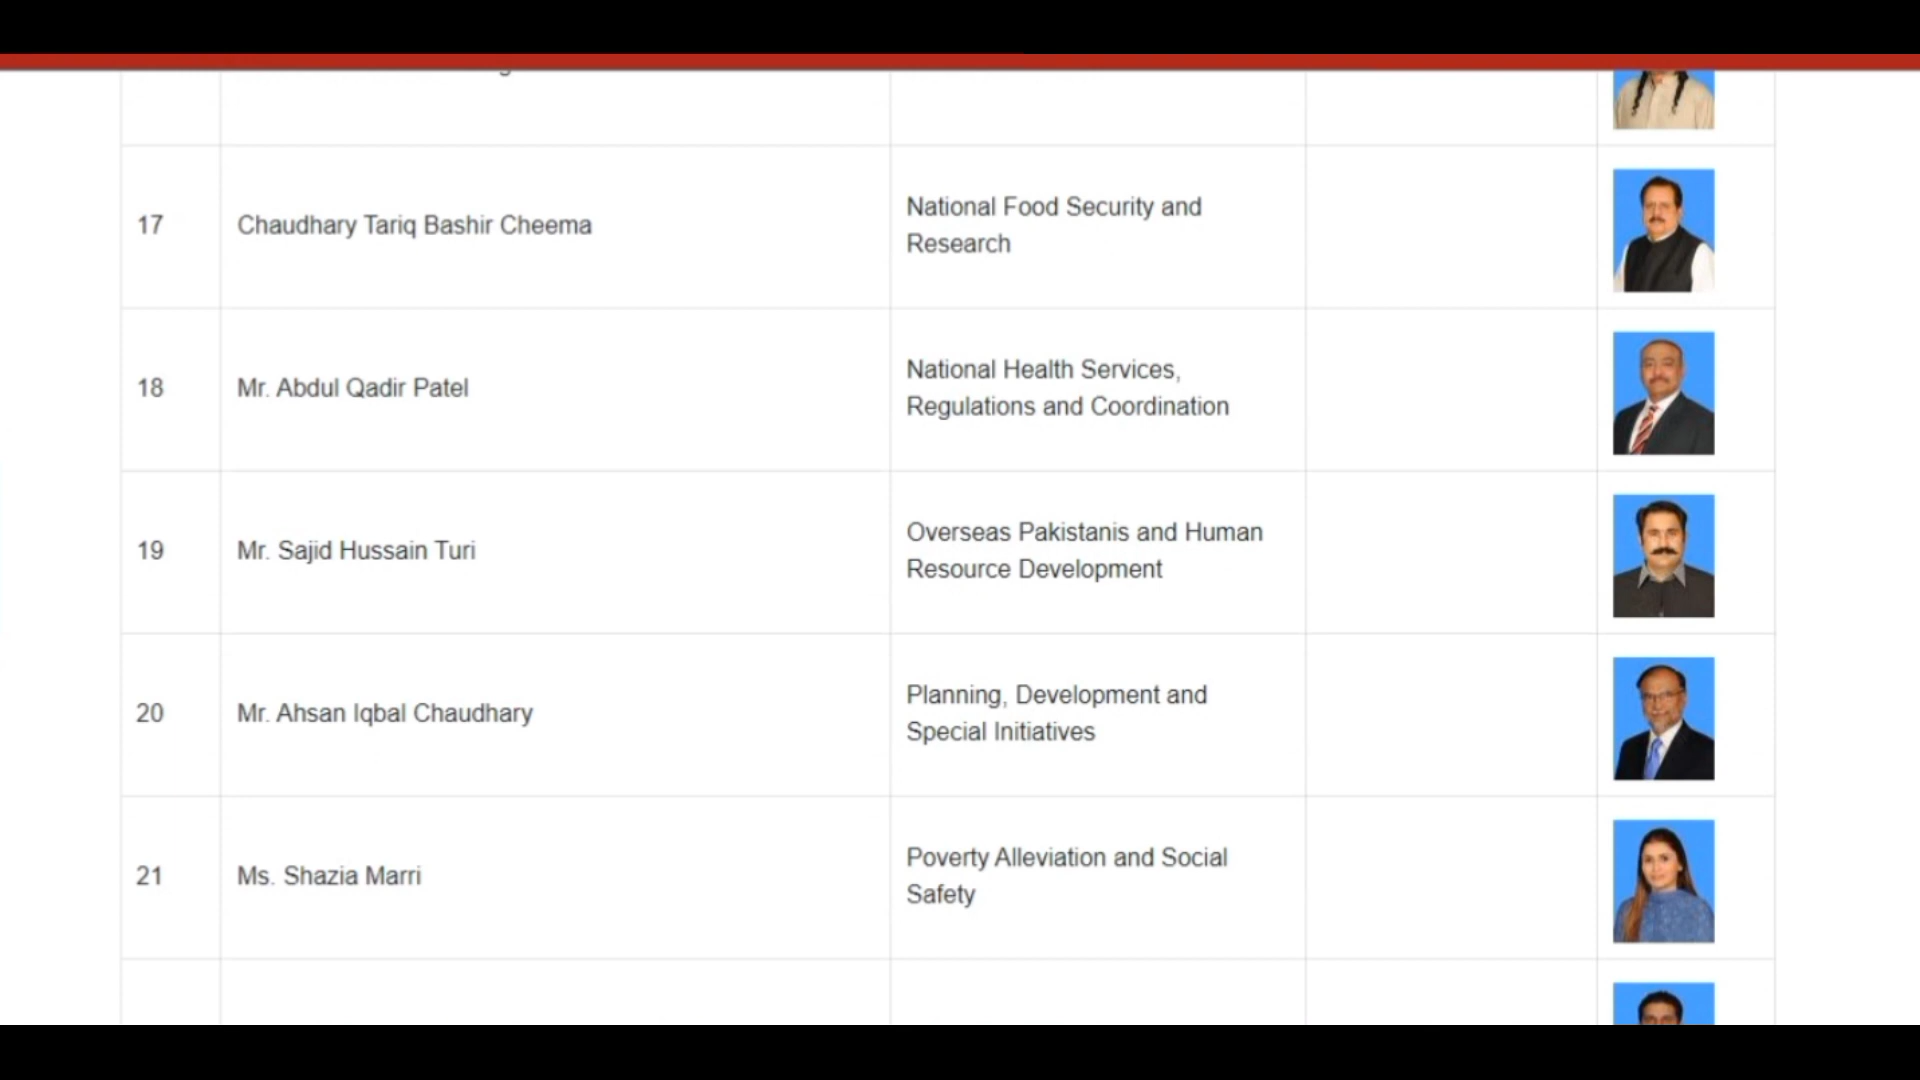 17
Chaudhary Tariq Bashir Cheema
National Food Security and
Research
18
Mr. Abdul Qadir Patel
National Health Services,
Regulations and Coordination
19
Mr. Sajid Hussain Turi
Overseas Pakistanis and Human
Resource Development
20
Mr. Ahsan Iqbal Chaudhary
Planning, Development and
Special Initiatives
21
Ms. Shazia Marri
Poverty Alleviation and Social
Safety